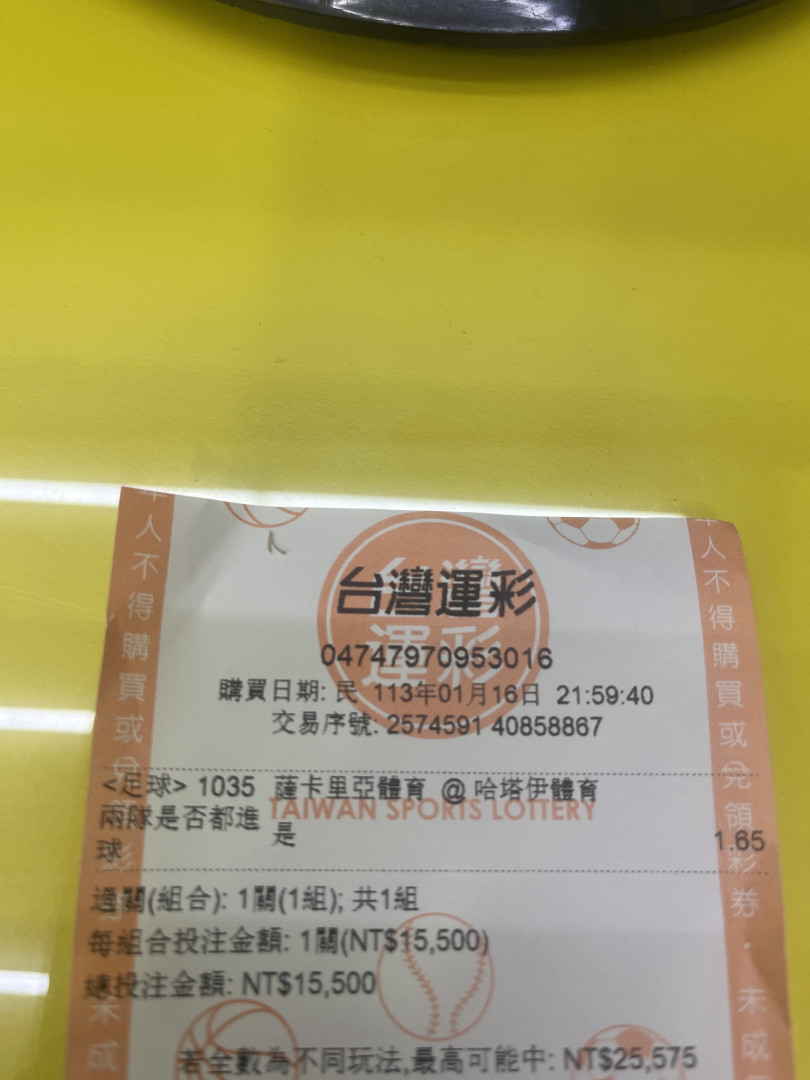 台灣運彩
04747970953016
購買日期: 民 113年01月16日 21:59:40
交易序號: 2574591 40858867
<足球> 1035 薩卡里亞體育 @ 哈塔伊體育
兩隊是否都進球 是 1.65
TAIWAN SPORTS LOTTERY
過關(組合): 1關(1組); 共1組
每組合投注金額: 1關(NT$15,500)
總投注金額: NT$15,500
若全數為不同玩法,最高可能中: NT$25,575
人不得購買或
人不得購買或兌領彩券．未成
台灣運彩